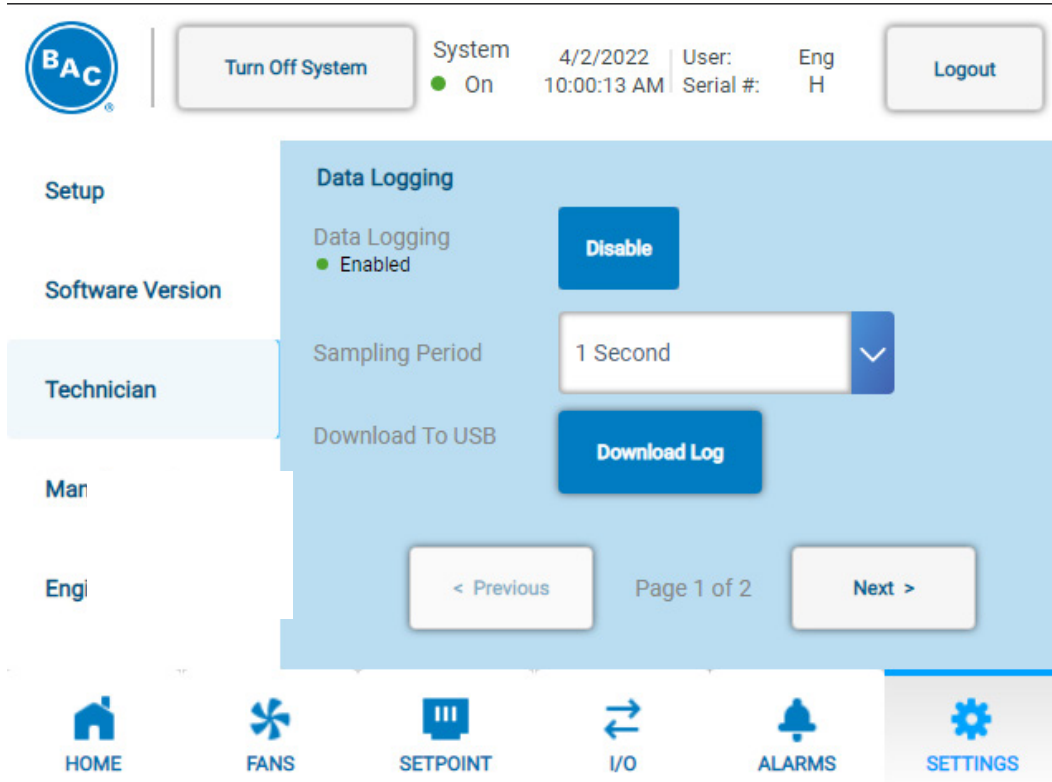 BAC
®
Turn Off System
System
On
4/2/2022
10:00:13 AM
User: Eng
Serial #: H
Logout
Setup
Software Version
Technician
Man
Engi
Data Logging
Data Logging
Enabled
Disable
Sampling Period
1 Second
Download To USB
Download Log
< Previous
Page 1 of 2
Next >
HOME
FANS
SETPOINT
I/O
ALARMS
SETTINGS